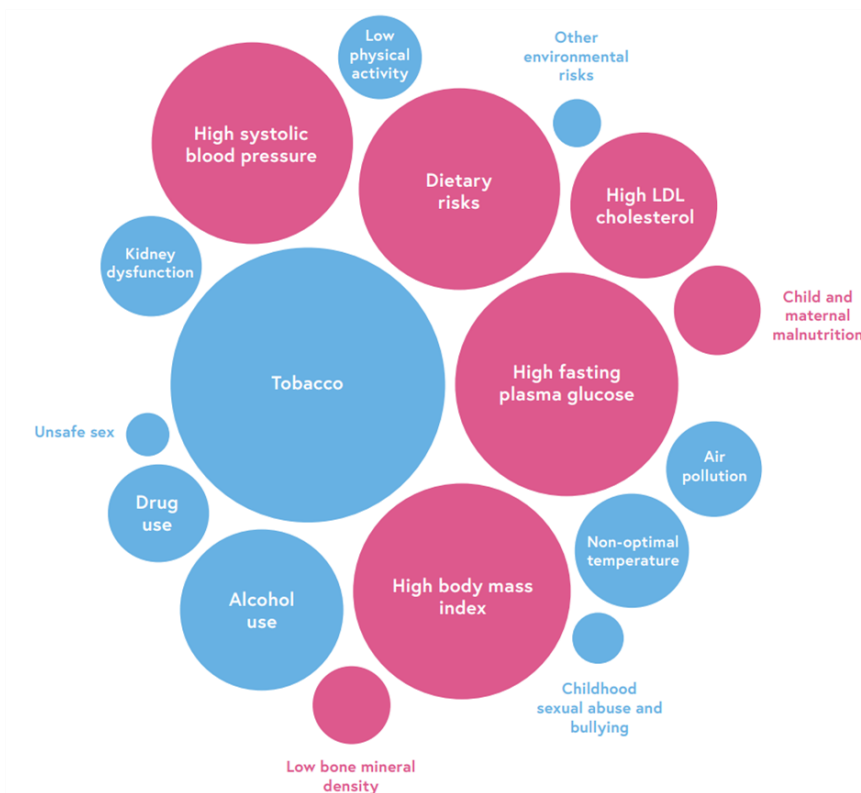 Low
physical
activity
Other
environmental
risks
High systolic
blood pressure
Dietary
risks
High LDL
cholesterol
Kidney
dysfunction
Child and
maternal
malnutrition
Tobacco
High fasting
plasma glucose
Unsafe sex
Air
pollution
Drug
use
Non-optimal
temperature
High body mass
index
Alcohol
use
Childhood
sexual abuse and
bullying
Low bone mineral
density